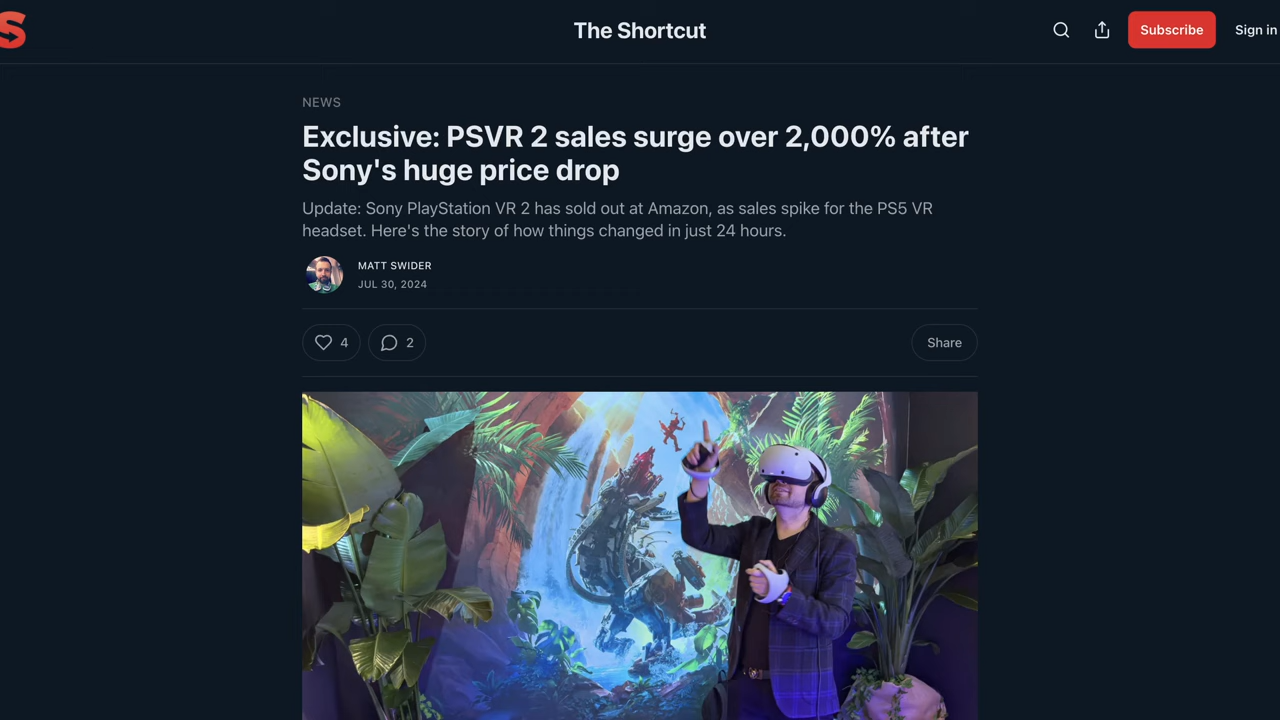 The Shortcut
Subscribe
Sign in
NEWS
Exclusive: PSVR 2 sales surge over 2,000% after
Sony's huge price drop
Update: Sony PlayStation VR 2 has sold out at Amazon, as sales spike for the PS5 VR
headset. Here's the story of how things changed in just 24 hours.
MATT SWIDER
JUL 30, 2024
4
2
Share